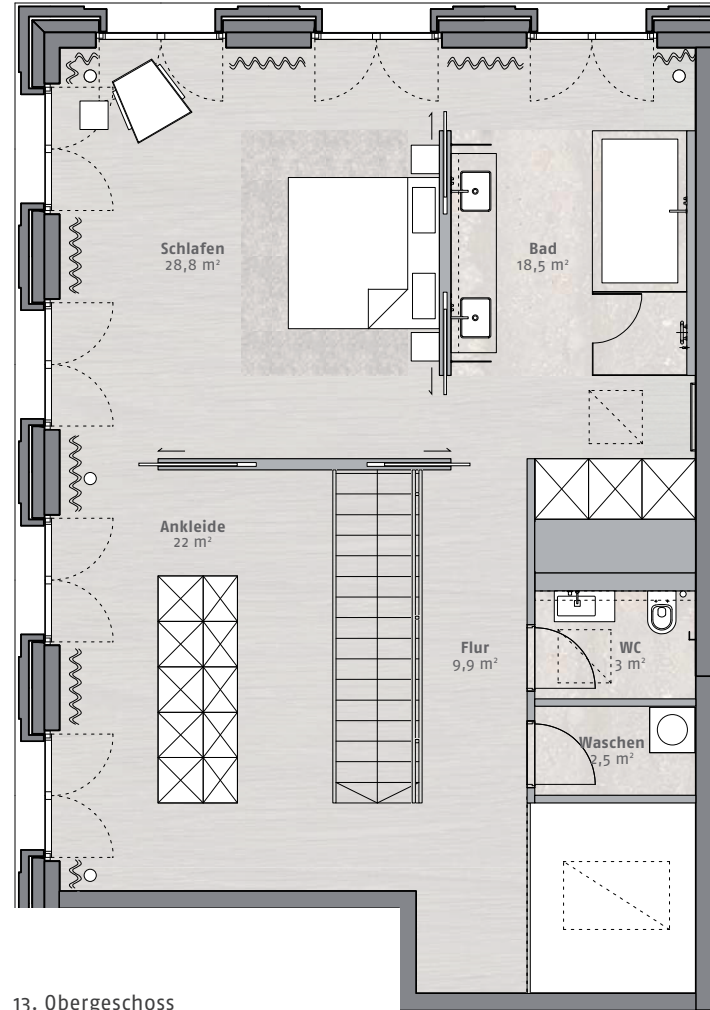 Schlafen
28,8 m²
Bad
18,5 m²
Ankleide
22 m²
Flur
9,9 m²
WC
3 m²
Waschen
2,5 m²
13. Obergeschoss